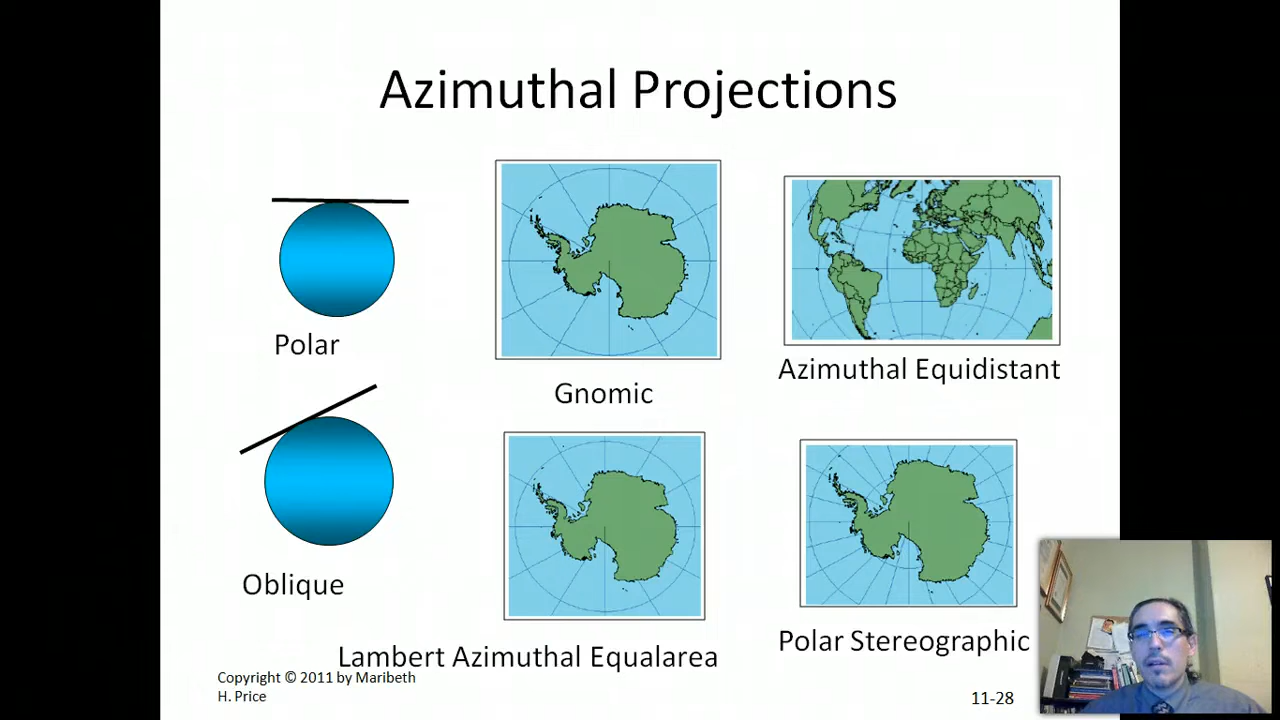 Azimuthal Projections
Polar
Gnomic
Azimuthal Equidistant
Oblique
Lambert Azimuthal Equalarea
Polar Stereographic
Copyright © 2011 by Maribeth
H. Price
11-28